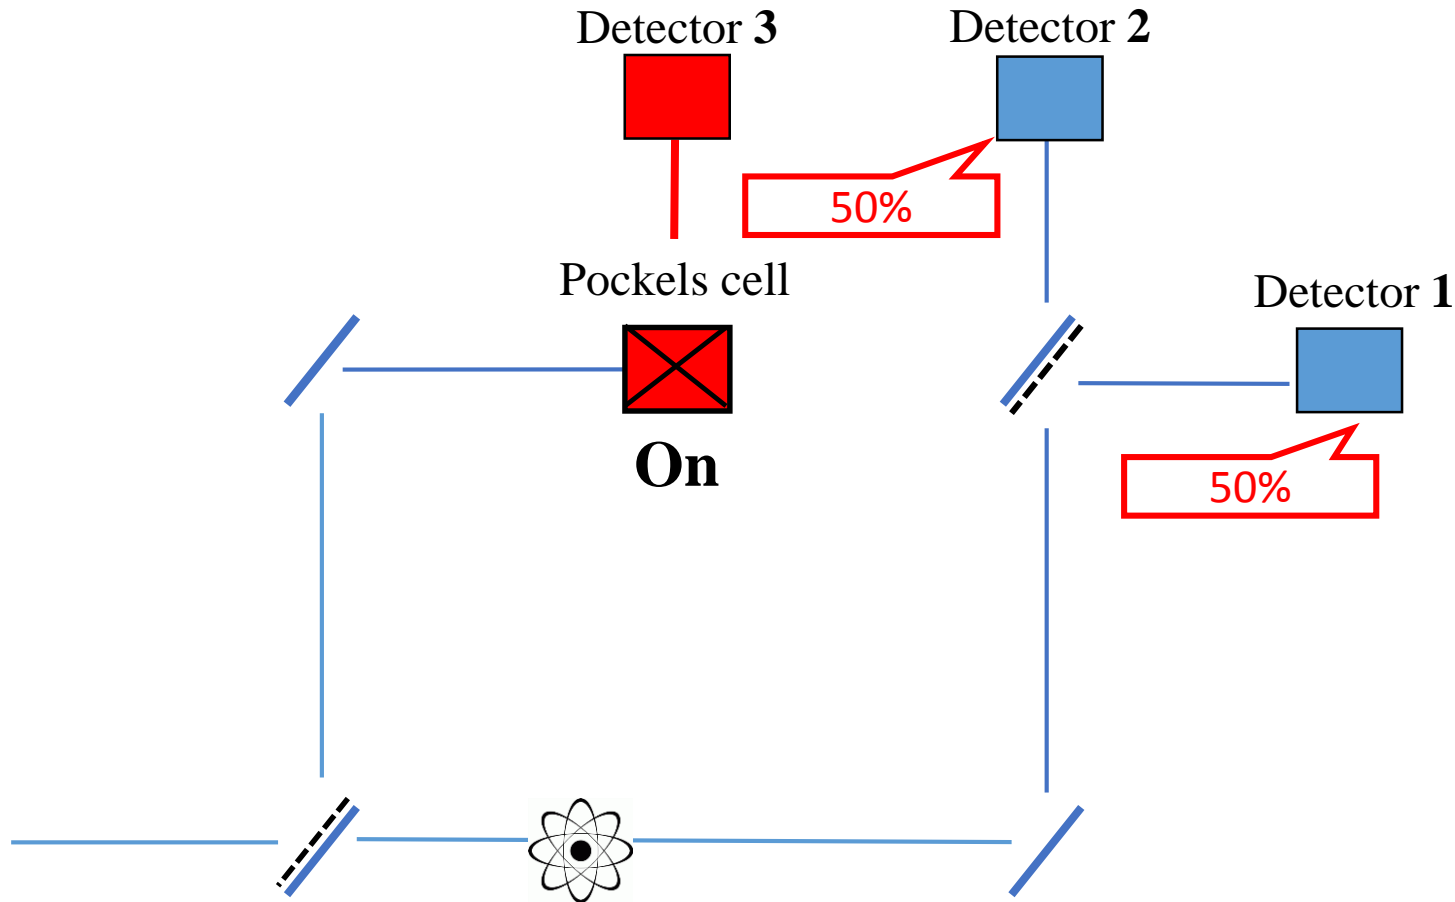 Detector 3
Detector 2
50%
Pockels cell
Detector 1
On
50%